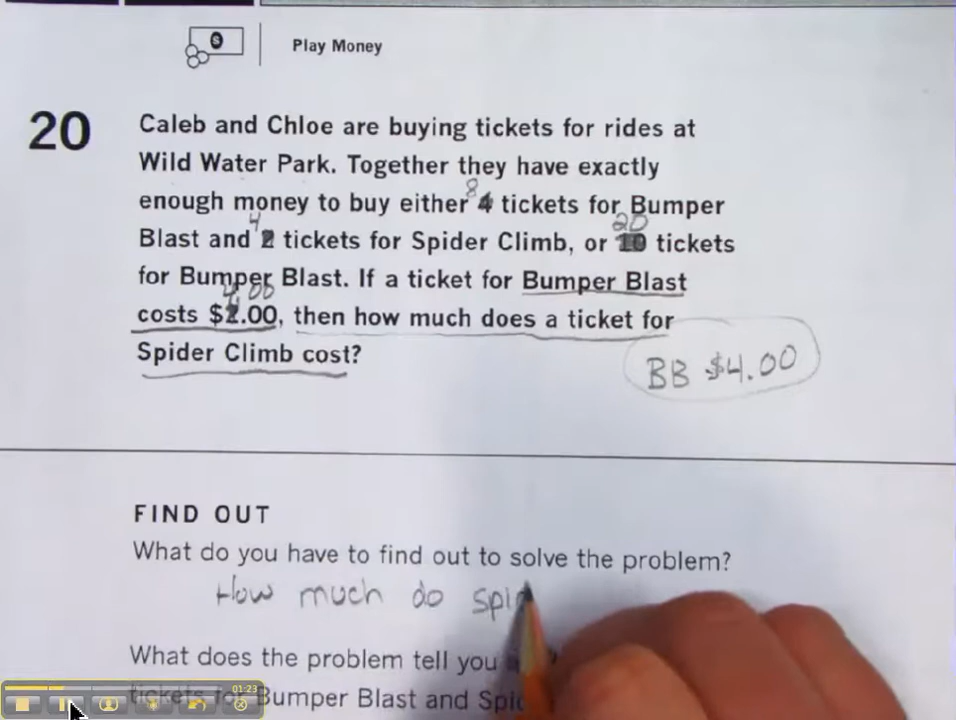 Play Money
20
Caleb and Chloe are buying tickets for rides at
Wild Water Park. Together they have exactly
8
enough money to buy either 4 tickets for Bumper
4 20
Blast and 2 tickets for Spider Climb, or 10 tickets
for Bumper Blast. If a ticket for Bumper Blast
4.00
costs $2.00, then how much does a ticket for
Spider Climb cost?
BB $4.00
FIND OUT
What do you have to find out to solve the problem?
How much do spi
What does the problem tell you
tickets for Bumper Blast and Spi
01:23